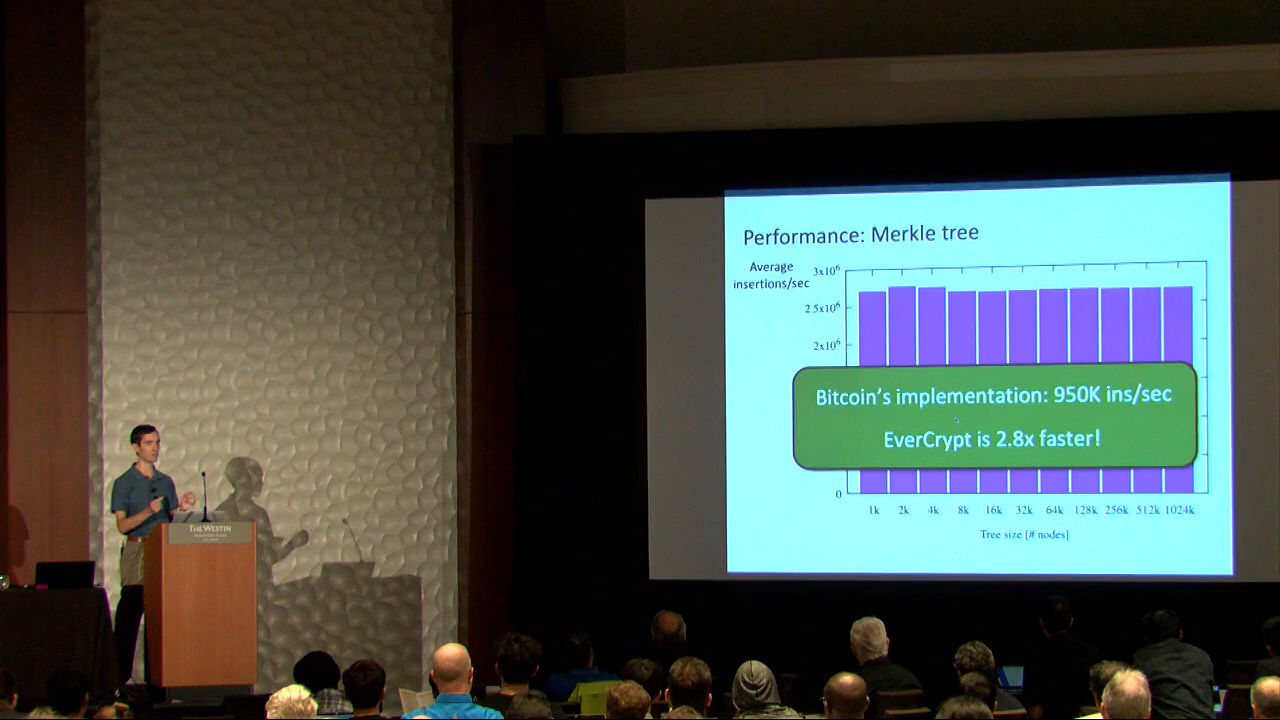 Performance: Merkle tree
Average
insertions/sec
3x10⁶
2.5x10⁶
2x10⁶
Bitcoin's implementation: 950K ins/sec
EverCrypt is 2.8x faster!
0
1k 2k 4k 8k 16k 32k 64k 128k 256k 512k 1024k
Tree size [# nodes]
THE WESTIN